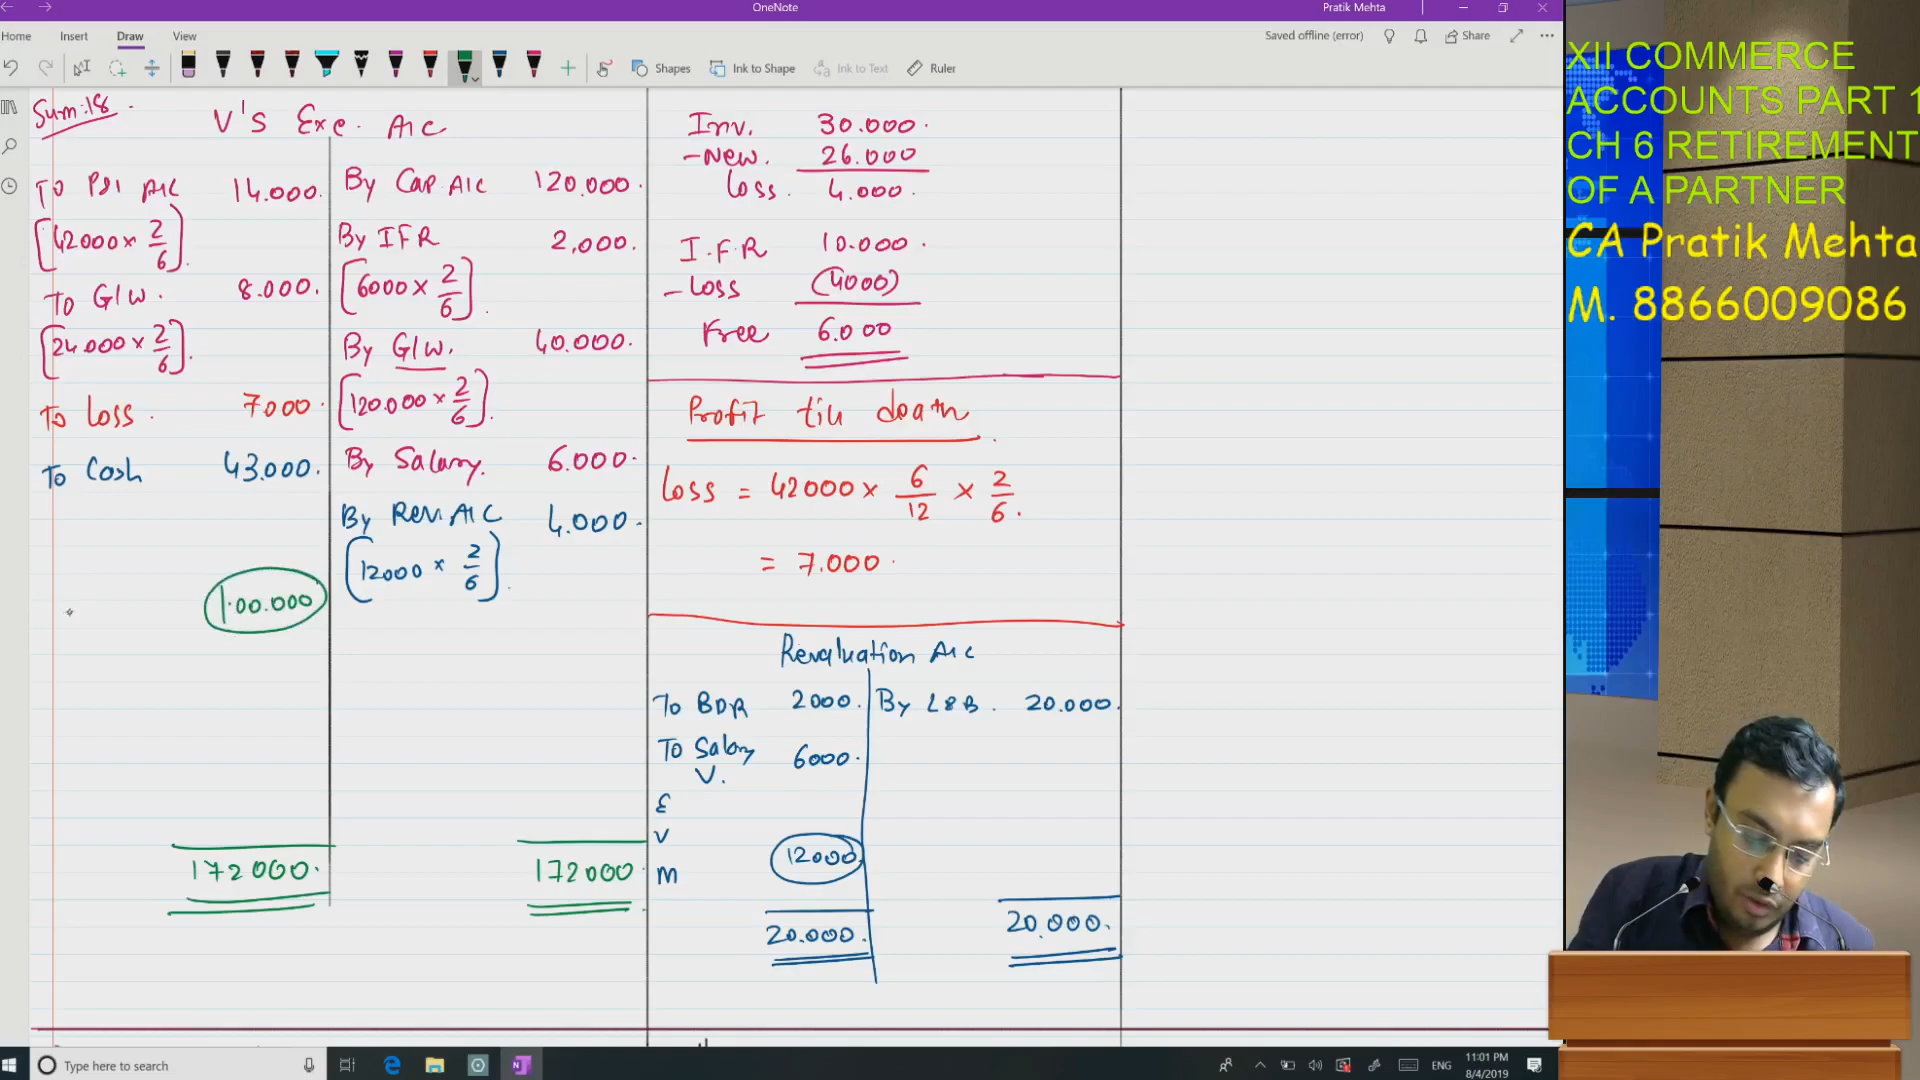 OneNote
Pratik Mehta
Home Insert Draw View
Saved offline (error)
Share
Shapes
Ink to Shape
Ink to Text
Ruler
XII COMMERCE
ACCOUNTS PART 1
CH 6 RETIREMENT
OF A PARTNER
CA Pratik Mehta
M. 8866009086
Sum:18
V'S Exe. A/C
To P&L A/C 14.000.
[42000 × 2/6].
To G/W. 8.000.
[24000 × 2/6].
To Loss. 7000.
To Cash 43.000.
1.00.000
172000.
By Cap. A/C 120.000.
By IFR 2,000.
[6000 × 2/6].
By G/W. 40.000.
[120.000 × 2/6].
By Salary. 6.000.
By Rev. A/C 4.000.
[12000 × 2/6].
172000
Inv. 30.000.
-New. 26.000
Loss. 4.000.
I.F.R 10.000.
-Loss (4000)
Free 6.000
Profit till death.
Loss = 42000 × 6/12 × 2/6.
= 7.000.
Revaluation A/C
To BDR 2000. By L&B. 20.000.
To Salary 6000.
V.
E
V 12000
M
20.000. 20.000.
Type here to search
ENG
11:01 PM
8/4/2019